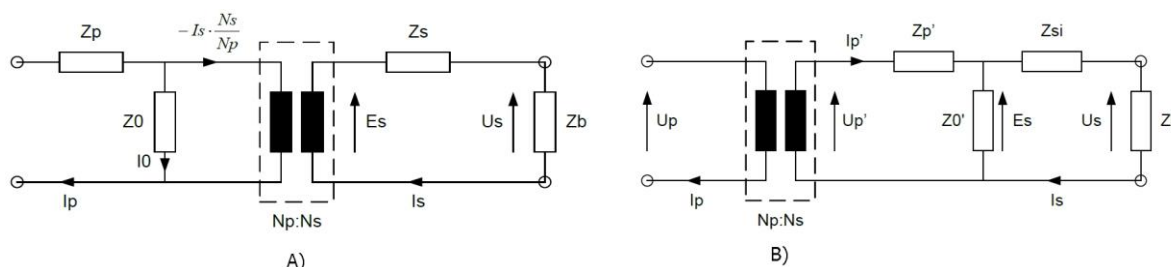 Zp
-Is · Ns/Np
Zs
Z0
I0
Es
Us
Zb
Ip
Np:Ns
Is
A)
Ip'
Zp'
Zsi
Up
Up'
Z0'
Es
Us
Z
Ip
Np:Ns
Is
B)